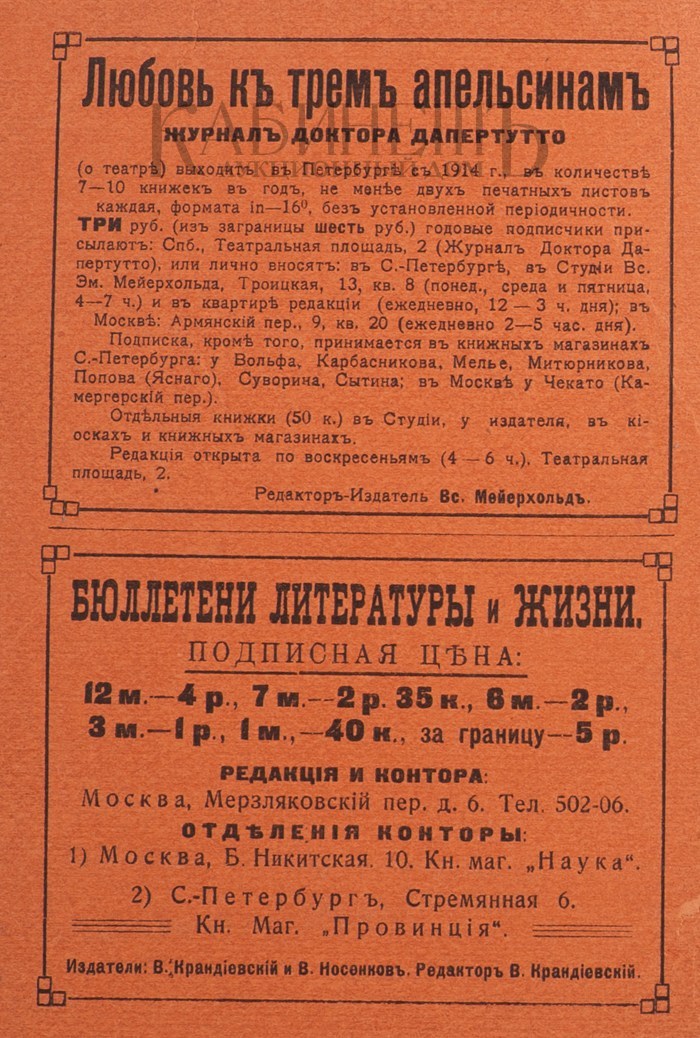 Любовь къ тремъ апельсинамъ
КАБИНЕТЪ
ЖУРНАЛЪ ДОКТОРА ДАПЕРТУТТО
АУКЦИОННЫЙ ДОМ
(о театрѣ) выходитъ въ Петербургѣ съ 1914 г., въ количествѣ
7—10 книжекъ въ годъ, не менѣе двухъ печатныхъ листовъ
каждая, формата in—16⁰, безъ установленной періодичности.
ТРИ руб. (изъ заграницы шесть руб.) годовые подписчики при-
сылаютъ: Спб., Театральная площадь, 2 (Журналъ Доктора Да-
пертутто), или лично вносятъ: въ С.-Петербургѣ, въ Студіи Вс.
Эм. Мейерхольда, Троицкая, 13, кв. 8 (понед., среда и пятница,
4—7 ч.) и въ квартирѣ редакціи (ежедневно, 12—3 ч. дня); въ
Москвѣ: Армянскій пер., 9, кв. 20 (ежедневно 2—5 час. дня).
Подписка, кромѣ того, принимается въ книжныхъ магазинахъ
С.-Петербурга: у Вольфа, Карбасникова, Мелье, Митюрникова,
Попова (Яснаго), Суворина, Сытина; въ Москвѣ у Чекато (Ка-
мергерскій пер.).
Отдѣльныя книжки (50 к.) въ Студіи, у издателя, въ кі-
оскахъ и книжныхъ магазинахъ.
Редакція открыта по воскресеньямъ (4—6 ч.), Театральная
площадь, 2.
Редакторъ-Издатель Вс. Мейерхольдъ.
БЮЛЛЕТЕНИ ЛИТЕРАТУРЫ и ЖИЗНИ.
ПОДПИСНАЯ ЦѢНА:
12 м.—4 р., 7 м.—2 р. 35 к., 6 м.—2 р.,
3 м.—1 р., 1 м.,—40 к., за границу—5 р.
РЕДАКЦІЯ И КОНТОРА:
Москва, Мерзляковскій пер. д. 6. Тел. 502-06.
ОТДѢЛЕНІЯ КОНТОРЫ:
1) Москва, Б. Никитская. 10. Кн. маг. „Наука“.
2) С.-Петербургъ, Стремянная 6.
Кн. Маг. „Провинція“.
Издатели: В. Крандіевскій и В. Носенковъ. Редакторъ В. Крандіевскій.